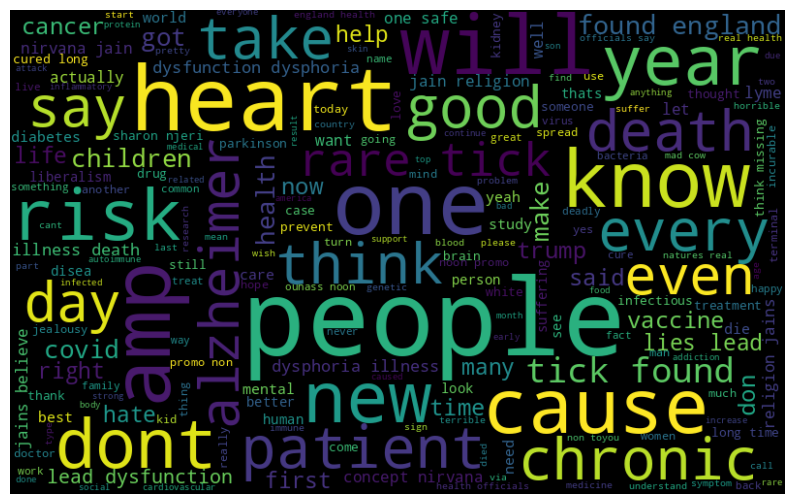 start
everyone
england health
officials say
real health
protein
pretty
skin
son
due
cancer
world
one safe
found england
nirvana jain
got
take
help
will
kidney
year
cured long
dysfunction dysphoria
well
attack
name
find
use
two
inflammatory
actually
jain religion
thats
anything
live
say
heart
love
good
someone
thought
lyme
suffer
horrible
diabetes
sharon njeri
today
country
spread
virus
let
death
life
children
parkinson
want
going
great
bacteria
mad cow
incurable
think missing
medical
result
continue
rare tick
top
mind
liberalism
drug
something
another
related
common
america
problem
know
deadly
risk
alzheimer
health
now
one
yeah
make
yes
terminal
cant
research
case
bad
study
mean
prevent
every
illness death
last
autoimmune
still
turn
support
blood
please
brain
trump
cure
natures real
part
disea
wish
think
noon promo
age
infected
treat
care
hope
ounass noon
genetic
person
white
suffering
said
even
food
happy
day
amp
people
month
infectious
treatment
jealousy
way
never
early
see
fact
die
covid
promo non
vaccine
jains believe
right
dysphoria illness
many
lies lead
man
addiction
religion jains
family
thing
caused
tick found
thank
strong
mental
look
type
best
hate
kid
new
time
don
much
body
better
sign
cause
doctor
really
human
terrible
women
increase
dont
immune
non toyou
long time
patient
come
need
died
chronic
call
work
first
concept nirvana
via
medicine
back
rare
done
lead dysfunction
social
cardiovascular
health officials
understand
symptom